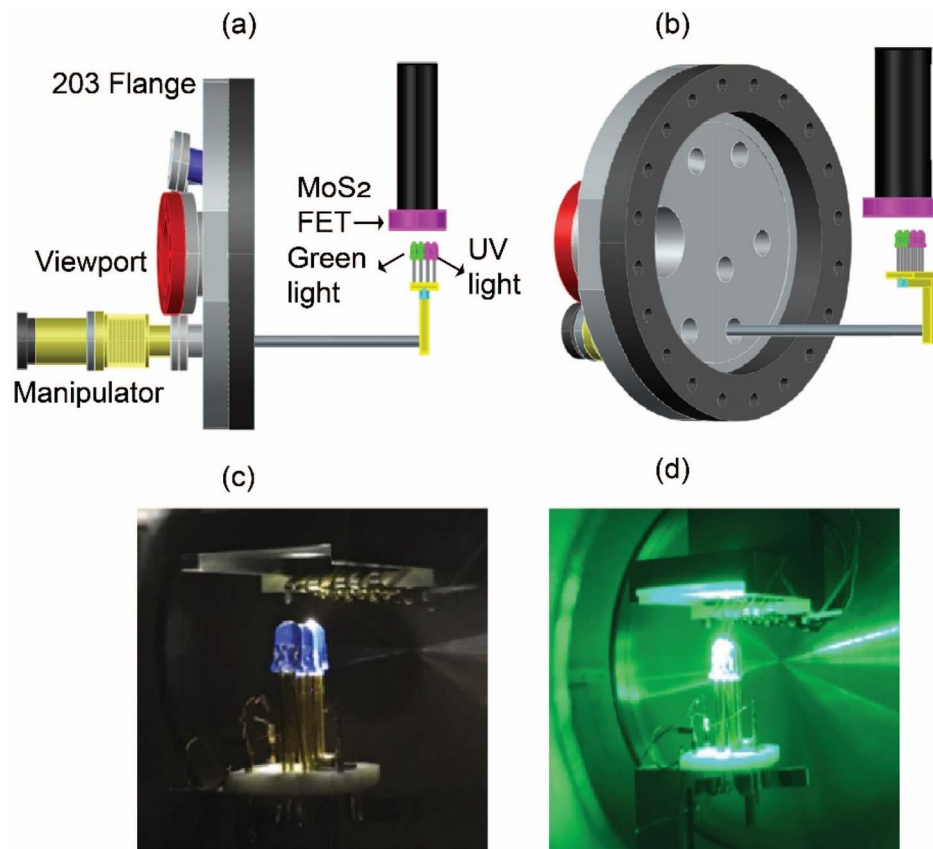 (a)
(b)
203 Flange
MoS2
FET
Green
light
UV
light
Viewport
Manipulator
(c)
(d)